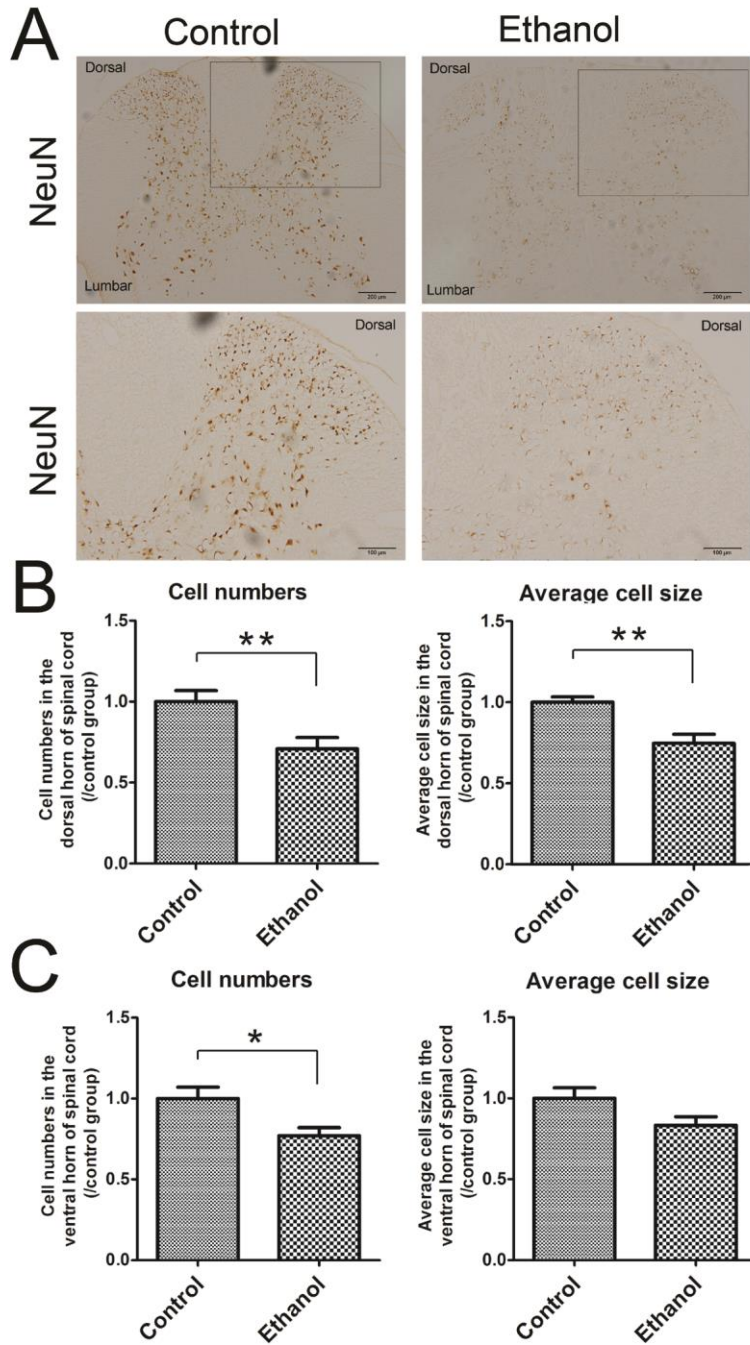 A
Control
Ethanol
NeuN
Dorsal
Lumbar
200 µm
Dorsal
Lumbar
200 µm
NeuN
Dorsal
100 µm
Dorsal
100 µm
B
Cell numbers
Cell numbers in the
dorsal horn of spinal cord
(/control group)
1.5
1.0
0.5
0.0
**
Control
Ethanol
Average cell size
Average cell size in the
dorsal horn of spinal cord
(/control group)
1.5
1.0
0.5
0.0
**
Control
Ethanol
C
Cell numbers
Cell numbers in the
ventral horn of spinal cord
(/control group)
1.5
1.0
0.5
0.0
*
Control
Ethanol
Average cell size
Average cell size in the
ventral horn of spinal cord
(/control group)
1.5
1.0
0.5
0.0
Control
Ethanol